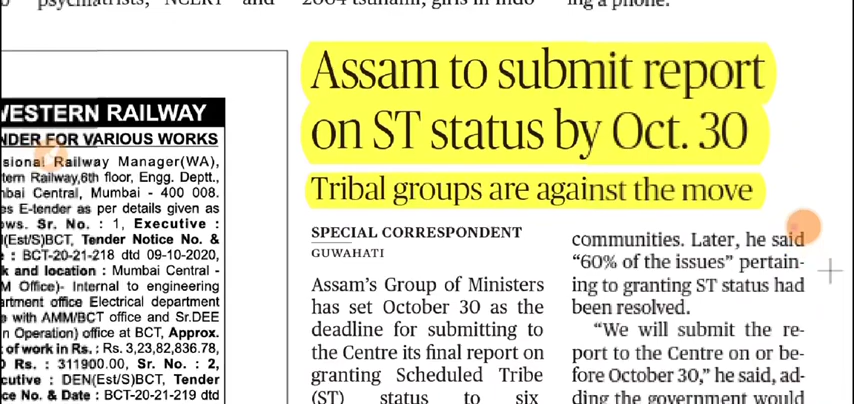 psychiatrists, NCERT and
2004 tsunami, girls in Indo
ing a phone.
WESTERN RAILWAY
NDER FOR VARIOUS WORKS
sional Railway Manager(WA),
tern Railway,6th floor, Engg. Deptt.,
bai Central, Mumbai - 400 008.
es E-tender as per details given as
ows. Sr. No. : 1, Executive :
l(Est/S)BCT, Tender Notice No. &
: BCT-20-21-218 dtd 09-10-2020,
k and location : Mumbai Central -
M Office)- Internal to engineering
artment office Electrical department
e with AMM/BCT office and Sr.DEE
n Operation) office at BCT, Approx.
of work in Rs. : Rs. 3,23,82,836.78,
Rs. : 311900.00, Sr. No. : 2,
cutive : DEN(Est/S)BCT, Tender
ce No. & Date : BCT-20-21-219 dtd
Assam to submit report
on ST status by Oct. 30
Tribal groups are against the move
SPECIAL CORRESPONDENT
GUWAHATI
Assam's Group of Ministers
has set October 30 as the
deadline for submitting to
the Centre its final report on
granting Scheduled Tribe
(ST) status to six
communities. Later, he said
"60% of the issues" pertain-
ing to granting ST status had
been resolved.
"We will submit the re-
port to the Centre on or be-
fore October 30," he said, ad-
ding the government would